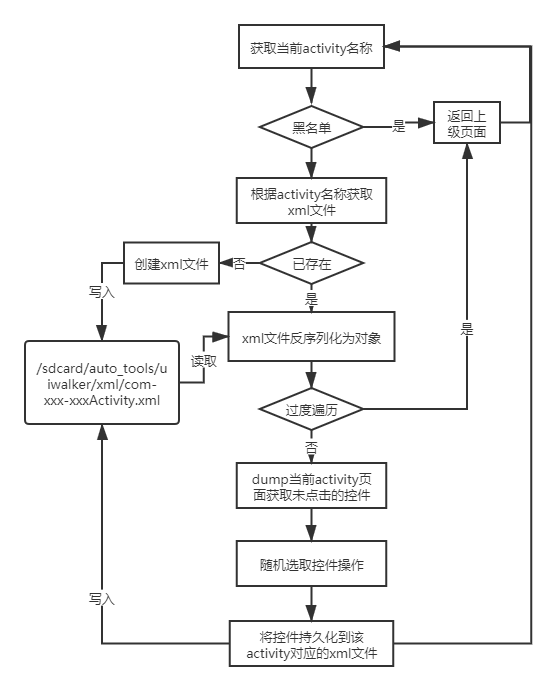 获取当前activity名称
黑名单
是
返回上
级页面
根据activity名称获取
xml文件
创建xml文件
否
已存在
写入
是
xml文件反序列化为对象
读取
是
/sdcard/auto_tools/u
iwalker/xml/com-
xxx-xxxActivity.xml
过度遍历
否
dump当前activity页
面获取未点击的控件
随机选取控件操作
写入
将控件持久化到该
activity对应的xml文件